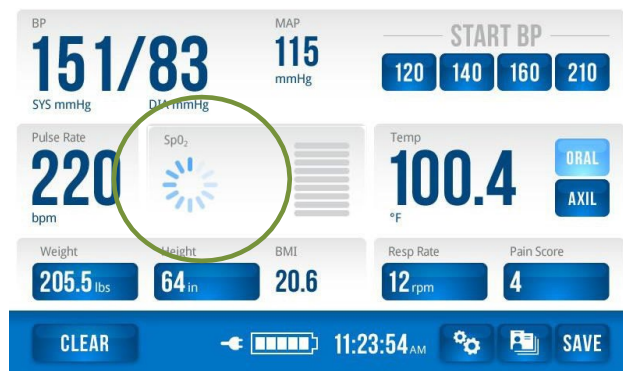 BP
151/83
SYS mmHg
DIA mmHg
MAP
115
mmHg
START BP
120 140 160 210
Pulse Rate
220
bpm
SpO₂
Temp
100.4
°F
ORAL
AXIL
Weight
205.5 lbs
Height
64 in
BMI
20.6
Resp Rate
12 rpm
Pain Score
4
CLEAR
11:23:54 AM
SAVE